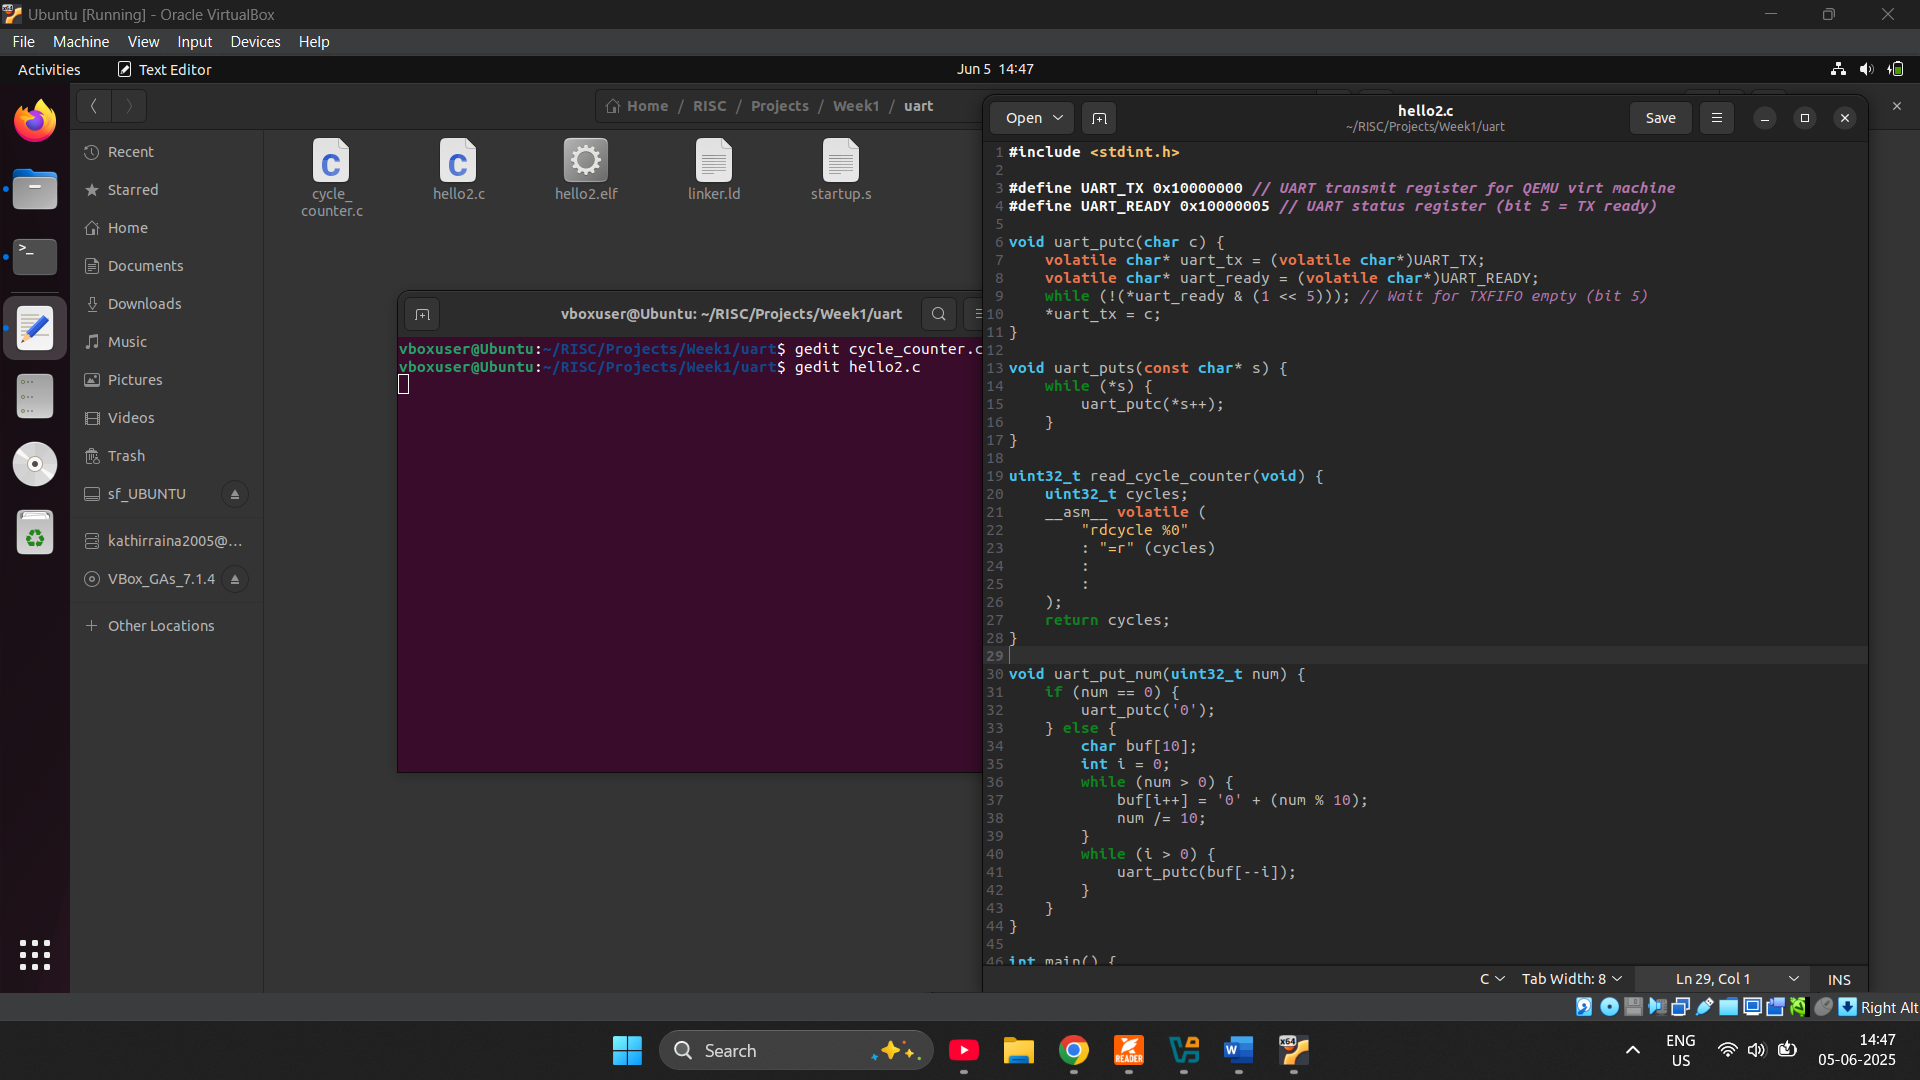 Ubuntu [Running] - Oracle VirtualBox
File Machine View Input Devices Help
Activities Text Editor Jun 5 14:47
Home / RISC / Projects / Week1 / uart
Recent
Starred
Home
Documents
Downloads
Music
Pictures
Videos
Trash
sf_UBUNTU
kathirraina2005@...
VBox_GAs_7.1.4
+ Other Locations
cycle_
counter.c
hello2.c
hello2.elf
linker.ld
startup.s
vboxuser@Ubuntu: ~/RISC/Projects/Week1/uart
vboxuser@Ubuntu:~/RISC/Projects/Week1/uart$ gedit cycle_counter.c
vboxuser@Ubuntu:~/RISC/Projects/Week1/uart$ gedit hello2.c
Open
hello2.c
~/RISC/Projects/Week1/uart
Save
1 #include <stdint.h>
2
3 #define UART_TX 0x10000000 // UART transmit register for QEMU virt machine
4 #define UART_READY 0x10000005 // UART status register (bit 5 = TX ready)
5
6 void uart_putc(char c) {
7     volatile char* uart_tx = (volatile char*)UART_TX;
8     volatile char* uart_ready = (volatile char*)UART_READY;
9     while (!(*uart_ready & (1 << 5))); // Wait for TXFIFO empty (bit 5)
10     *uart_tx = c;
11 }
12
13 void uart_puts(const char* s) {
14     while (*s) {
15         uart_putc(*s++);
16     }
17 }
18
19 uint32_t read_cycle_counter(void) {
20     uint32_t cycles;
21     __asm__ volatile (
22         "rdcycle %0"
23         : "=r" (cycles)
24         :
25         :
26     );
27     return cycles;
28 }
29
30 void uart_put_num(uint32_t num) {
31     if (num == 0) {
32         uart_putc('0');
33     } else {
34         char buf[10];
35         int i = 0;
36         while (num > 0) {
37             buf[i++] = '0' + (num % 10);
38             num /= 10;
39         }
40         while (i > 0) {
41             uart_putc(buf[--i]);
42         }
43     }
44 }
45
46 int main() {
C Tab Width: 8 Ln 29, Col 1 INS
Right Alt
Search
READER
W
x64
ENG
US
14:47
05-06-2025